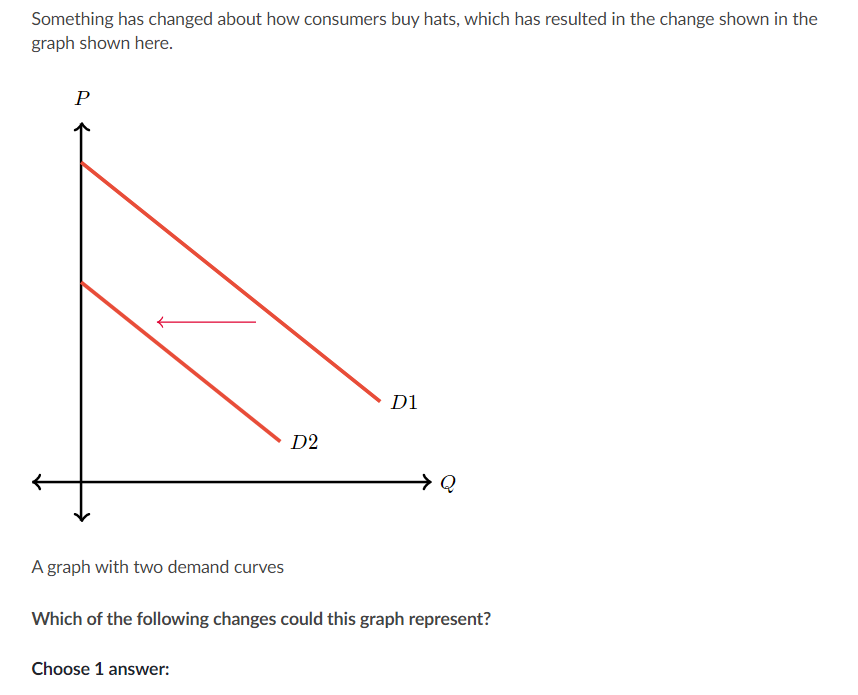 Something has changed about how consumers buy hats, which has resulted in the change shown in the
graph shown here.
P
D1
D2
Q
A graph with two demand curves
Which of the following changes could this graph represent?
Choose 1 answer: